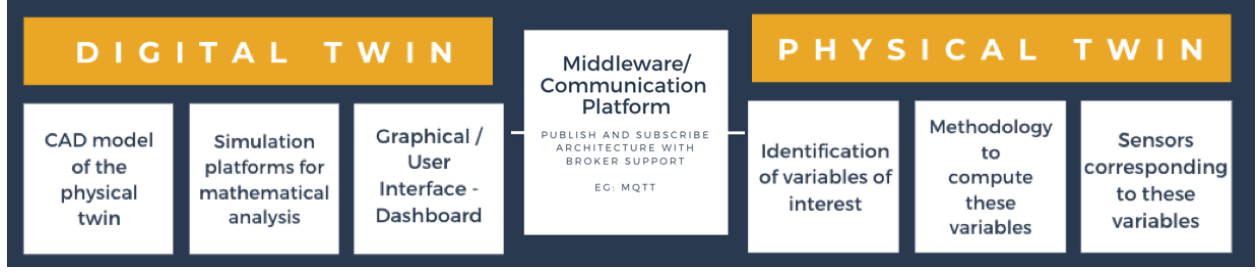 DIGITAL TWIN
CAD model
of the
physical
twin
Simulation
platforms for
mathematical
analysis
Graphical /
User
Interface -
Dashboard
Middleware/
Communication
Platform
PUBLISH AND SUBSCRIBE
ARCHITECTURE WITH
BROKER SUPPORT
EG: MQTT
PHYSICAL TWIN
Identification
of variables of
interest
Methodology
to
compute
these
variables
Sensors
corresponding
to these
variables